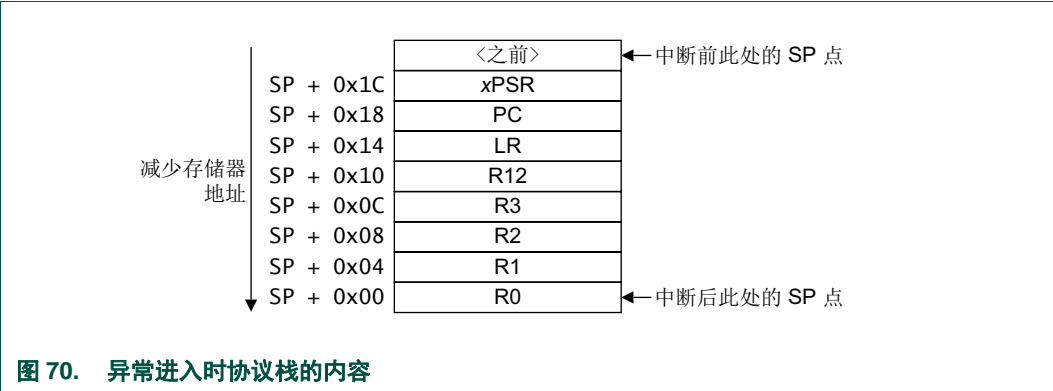 <之前>
中断前此处的 SP 点
SP + 0x1C xPSR
SP + 0x18 PC
SP + 0x14 LR
SP + 0x10 R12
SP + 0x0C R3
SP + 0x08 R2
SP + 0x04 R1
SP + 0x00 R0
中断后此处的 SP 点
减少存储器
地址
图 70. 异常进入时协议栈的内容